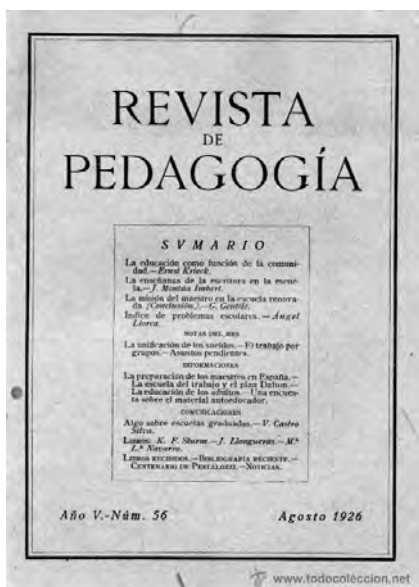 REVISTA
DE
PEDAGOGÍA
SVMARIO
La educación como función de la comuni-
dad.—Ernst Krieck.
La enseñanza de la escritura en la escue-
la.—J. Montúa Imbert.
La misión del maestro en la escuela renova-
da. (Conclusión.)—G. Gentile.
Índice de problemas escolares.—Angel
Llorca.
NOTAS DEL MES
La unificación de los sueldos.—El trabajo por
grupos.—Asuntos pendientes.
INFORMACIONES
La preparación de los maestros en España.—
La escuela del trabajo y el plan Dalton.—
La educación de los adultos.—Una encues-
ta sobre el material autoeducador.
COMUNICACIONES
Algo sobre escuelas graduadas.—V. Castro
Silva.
LIBROS: K. F. Sturm.—J. Llongueras.—M.ª
L.ª Navarro.
LIBROS RECIBIDOS.—BIBLIOGRAFÍA RECIENTE.—
CENTENARIO DE PESTALOZZI.—NOTICIAS.
Año V.-Núm. 56 Agosto 1926
www.todocoleccion.net